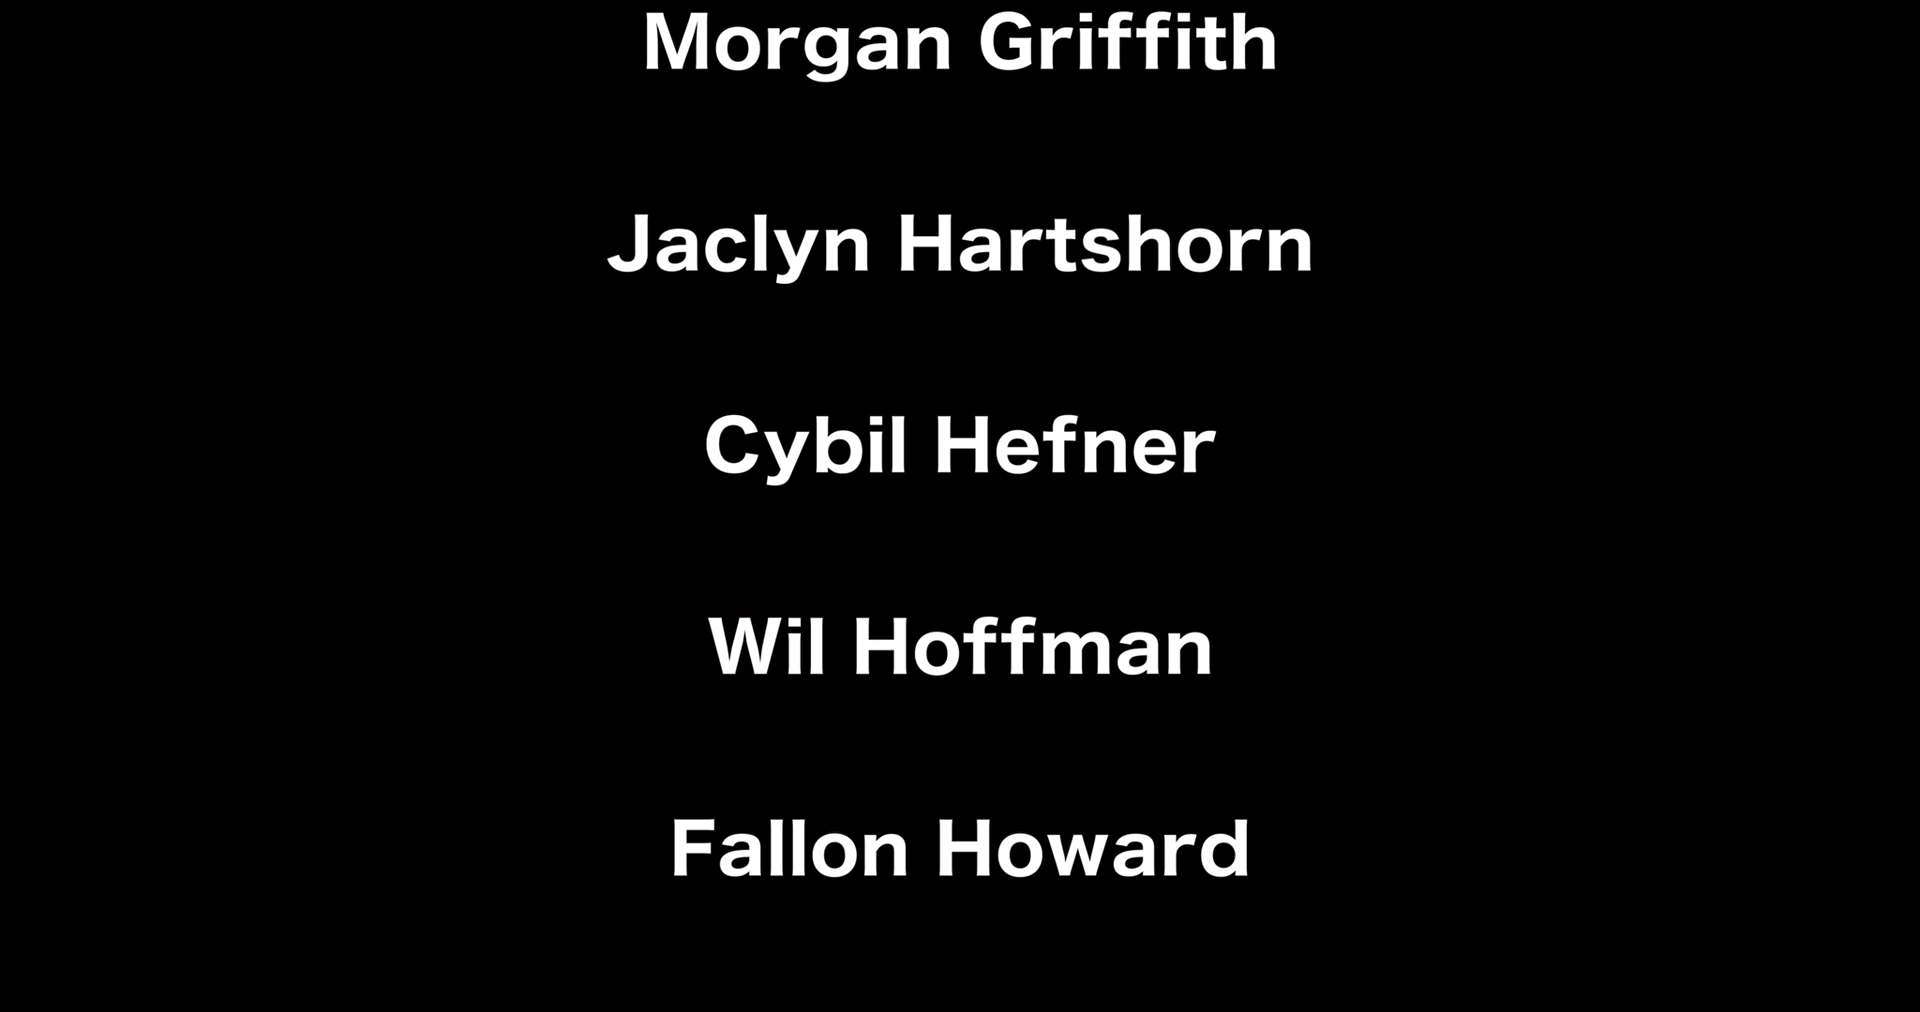 Morgan Griffith
Jaclyn Hartshorn
Cybil Hefner
Wil Hoffman
Fallon Howard